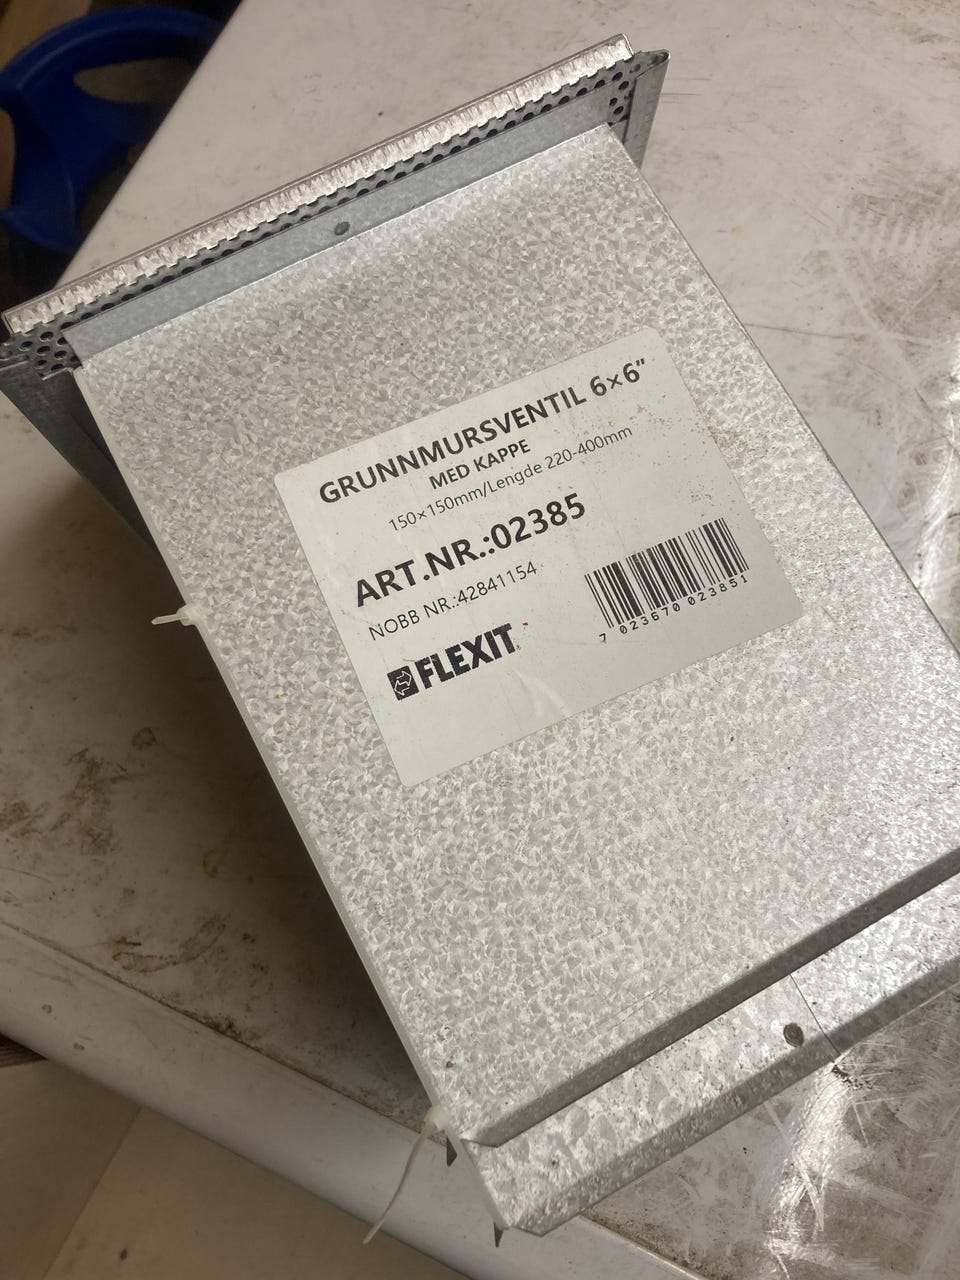 GRUNNMURSVENTIL 6×6"
MED KAPPE
150×150mm/Lengde 220-400mm
ART.NR.:02385
NOBB NR.:42841154
7 023670 023851
FLEXIT